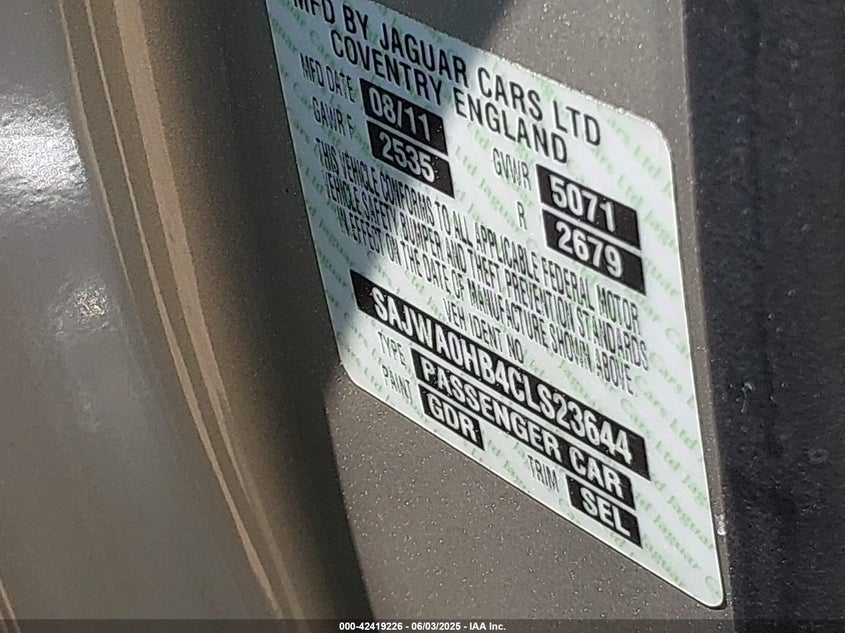 MFD BY JAGUAR CARS LTD
COVENTRY ENGLAND
MFD DATE 08/11 GVWR 5071
GAWR F 2535 R 2679
THIS VEHICLE CONFORMS TO ALL APPLICABLE FEDERAL MOTOR
VEHICLE SAFETY BUMPER AND THEFT PREVENTION STANDARDS
IN EFFECT ON THE DATE OF MANUFACTURE SHOWN ABOVE
VEH IDENT NO
SAJWA0HB4CLS23644
TYPE PASSENGER CAR
PAINT GDR TRIM SEL
000-42419226 - 06/03/2025 - IAA Inc.